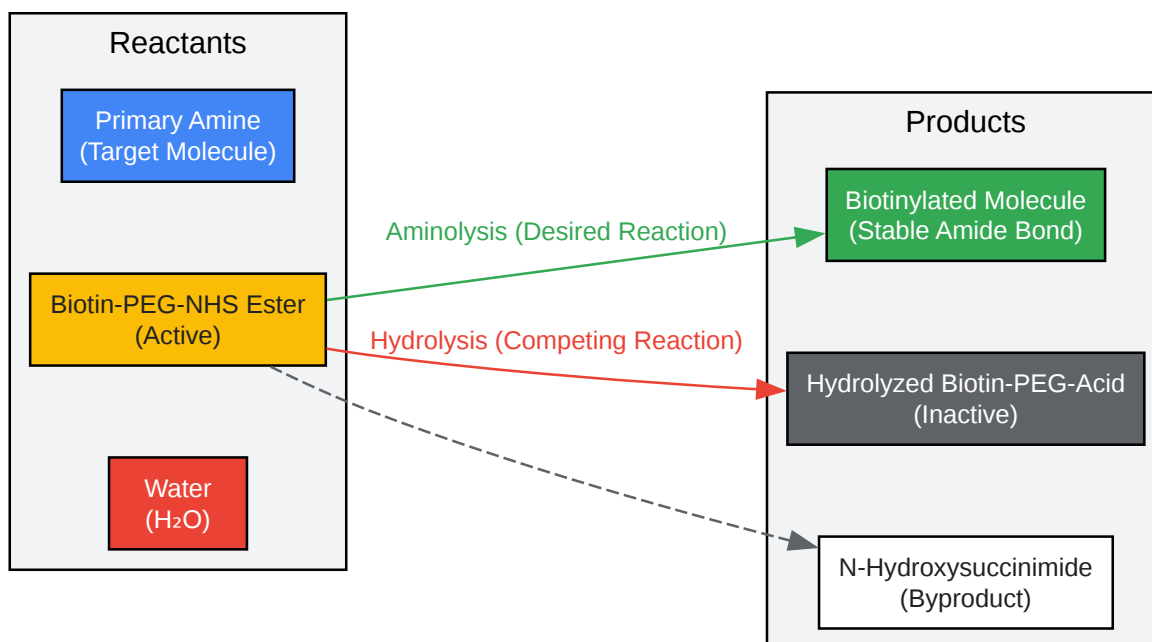 Reactants
Primary Amine
(Target Molecule)
Biotin-PEG-NHS Ester
(Active)
Water
(H₂O)
Aminolysis (Desired Reaction)
Hydrolysis (Competing Reaction)
Products
Biotinylated Molecule
(Stable Amide Bond)
Hydrolyzed Biotin-PEG-Acid
(Inactive)
N-Hydroxysuccinimide
(Byproduct)